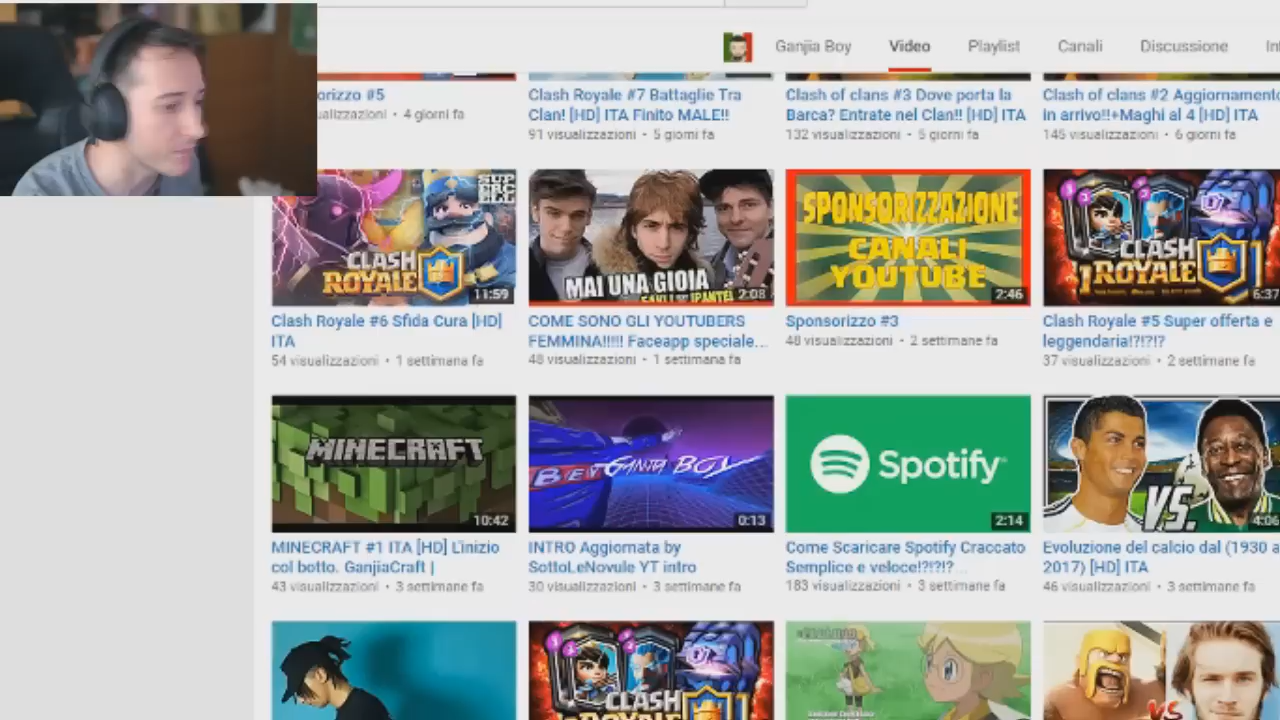 Ganjia Boy Video Playlist Canali Discussione
orizzo #5
ualizzazioni • 4 giorni fa
Clash Royale #7 Battaglie Tra
Clan! [HD] ITA Finito MALE!!
91 visualizzazioni • 5 giorni fa
Clash of clans #3 Dove porta la
Barca? Entrate nel Clan!! [HD] ITA
132 visualizzazioni • 5 giorni fa
Clash of clans #2 Aggiornamento
in arrivo!!+Maghi al 4 [HD] ITA
145 visualizzazioni • 6 giorni fa
SUP
ERC
ELL
CLASH
ROYALE
11:59
Clash Royale #6 Sfida Cura [HD]
ITA
54 visualizzazioni • 1 settimana fa
MAI UNA GIOIA
2:08
COME SONO GLI YOUTUBERS
FEMMINA!!!!! Faceapp speciale...
48 visualizzazioni • 1 settimana fa
SPONSORIZZAZIONE
CANALI
YOUTUBE
2:46
Sponsorizzo #3
48 visualizzazioni • 2 settimane fa
CLASH
ROYALE
6:37
Clash Royale #5 Super offerta e
leggendaria!?!?!?
37 visualizzazioni • 2 settimane fa
MINECRAFT
10:42
MINECRAFT #1 ITA [HD] L'inizio
col botto. GanjiaCraft |
43 visualizzazioni • 3 settimane fa
GANJIA BOY
0:13
INTRO Aggiornata by
SottoLeNovule YT intro
30 visualizzazioni • 3 settimane fa
Spotify
2:14
Come Scaricare Spotify Craccato
Semplice e veloce!?!?!?
183 visualizzazioni • 3 settimane fa
VS.
4:06
Evoluzione del calcio dal (1930 a
2017) [HD] ITA
46 visualizzazioni • 3 settimane fa
CLASH
VS